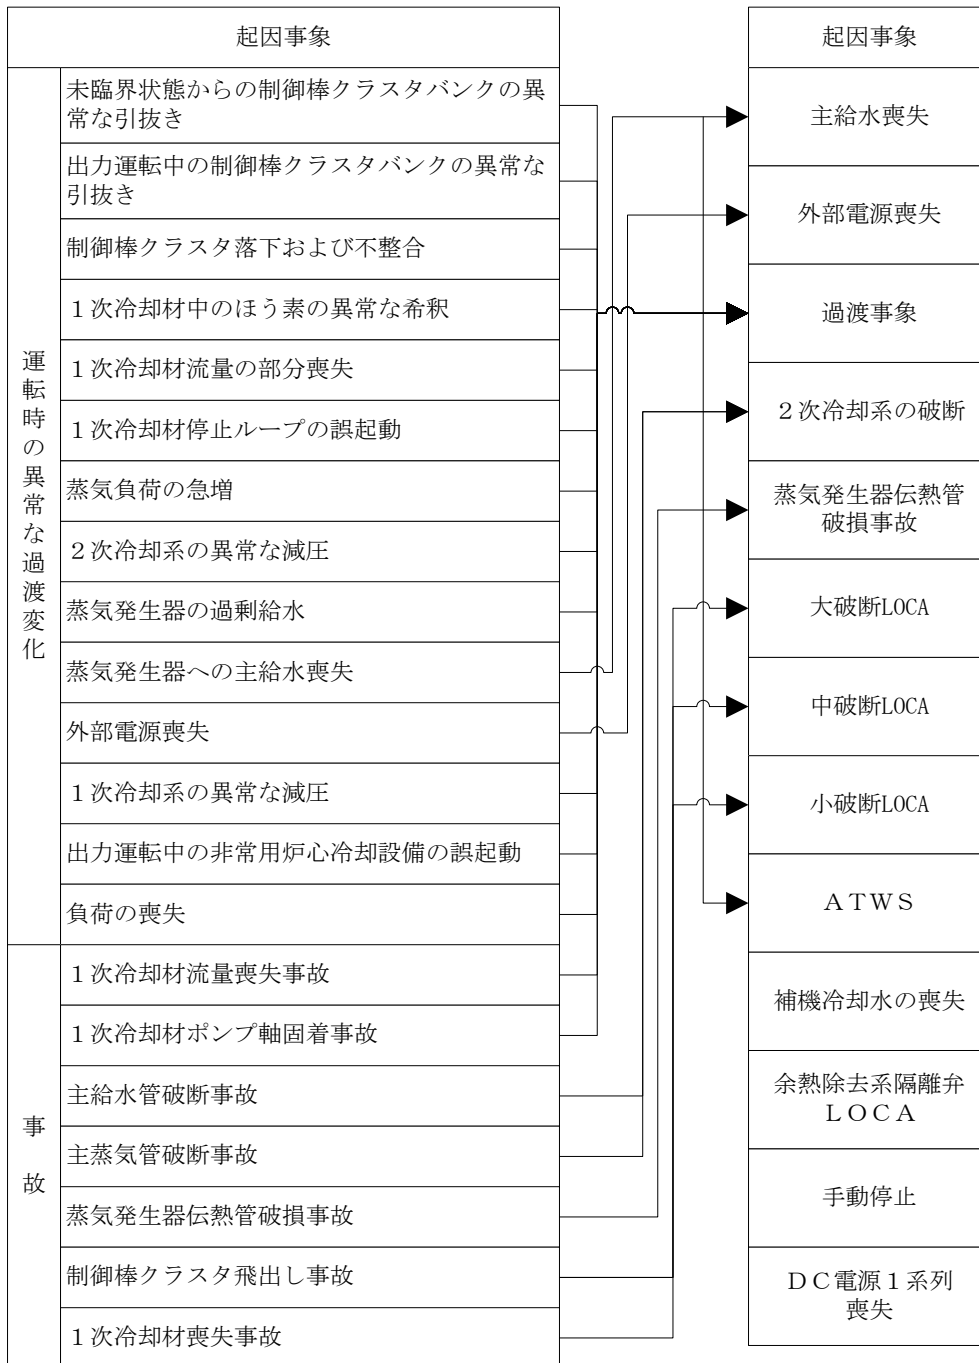 起因事象
運転時の異常な過渡変化
未臨界状態からの制御棒クラスタバンクの異
常な引抜き
出力運転中の制御棒クラスタバンクの異常な
引抜き
制御棒クラスタ落下および不整合
１次冷却材中のほう素の異常な希釈
１次冷却材流量の部分喪失
１次冷却材停止ループの誤起動
蒸気負荷の急増
２次冷却系の異常な減圧
蒸気発生器の過剰給水
蒸気発生器への主給水喪失
外部電源喪失
１次冷却系の異常な減圧
出力運転中の非常用炉心冷却設備の誤起動
負荷の喪失
事故
１次冷却材流量喪失事故
１次冷却材ポンプ軸固着事故
主給水管破断事故
主蒸気管破断事故
蒸気発生器伝熱管破損事故
制御棒クラスタ飛出し事故
１次冷却材喪失事故
起因事象
主給水喪失
外部電源喪失
過渡事象
２次冷却系の破断
蒸気発生器伝熱管
破損事故
大破断LOCA
中破断LOCA
小破断LOCA
ＡＴＷＳ
補機冷却水の喪失
余熱除去系隔離弁
ＬＯＣＡ
手動停止
ＤＣ電源１系列
喪失